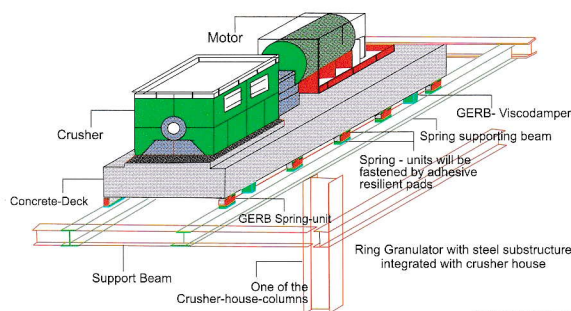 Motor
Crusher
GERB- Viscodamper
Spring supporting beam
Spring - units will be
fastened by adhesive
resilient pads
Concrete-Deck
GERB Spring-unit
Ring Granulator with steel substructure
integrated with crusher house
Support Beam
One of the
Crusher-house-columns